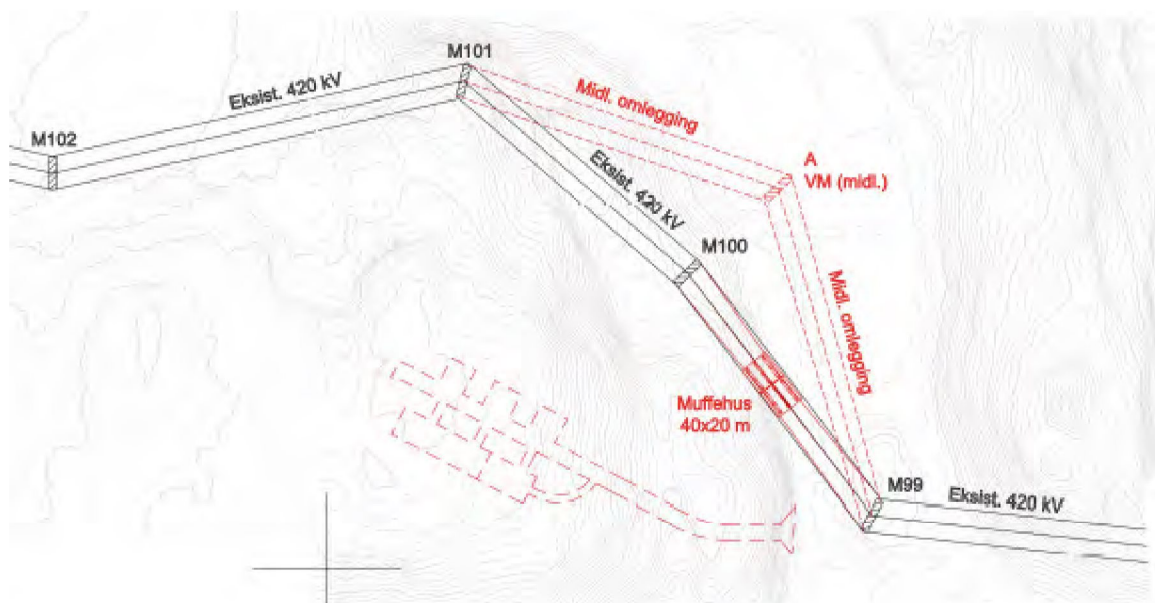 M101
Eksist. 420 kV
Midl. omlegging
M102
A
VM (midl.)
Eksist. 420 kV
M100
Midl. omlegging
Muffehus
40x20 m
M99
Eksist. 420 kV